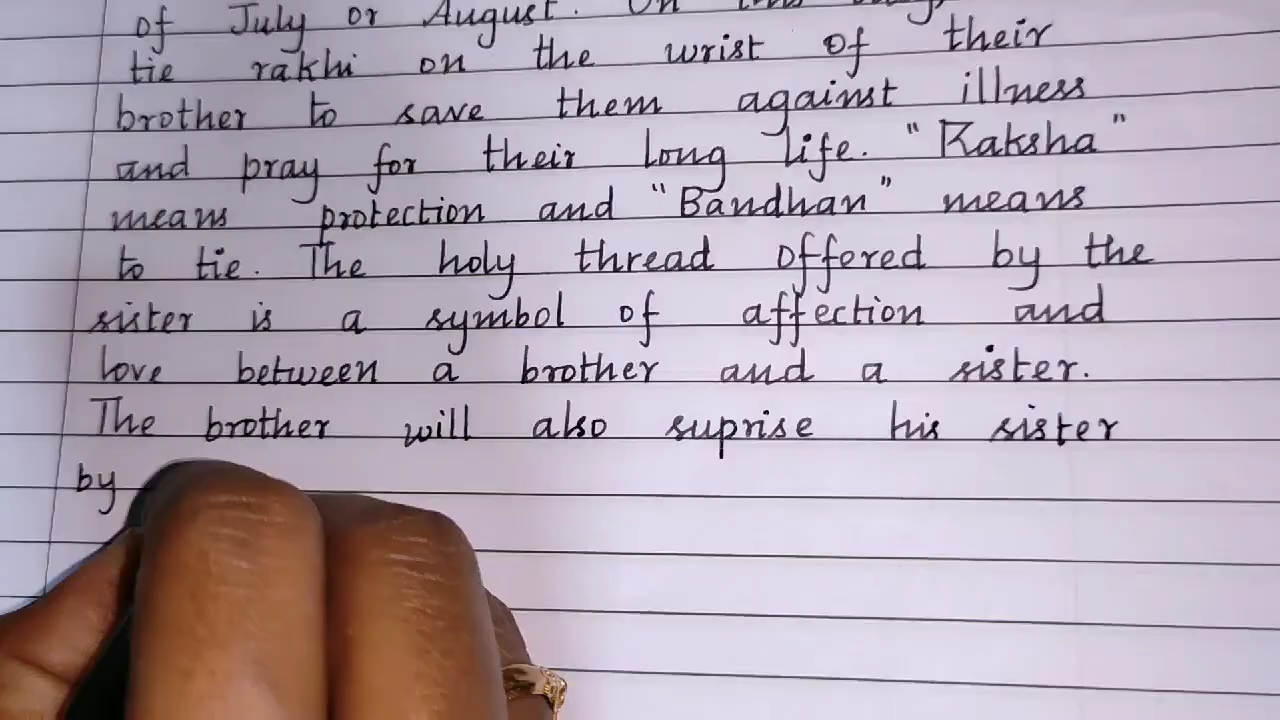 of July or August. On this
tie rakhi on the wrist of their
brother to save them against illness
and pray for their long life. "Raksha"
means protection and "Bandhan" means
to tie. The holy thread offered by the
sister is a symbol of affection and
love between a brother and a sister.
The brother will also suprise his sister
by